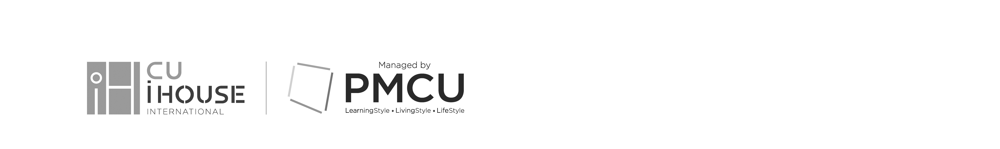 CU
iHOUSE
INTERNATIONAL
Managed by
PMCU
LearningStyle ⬥ LivingStyle ⬥ LifeStyle